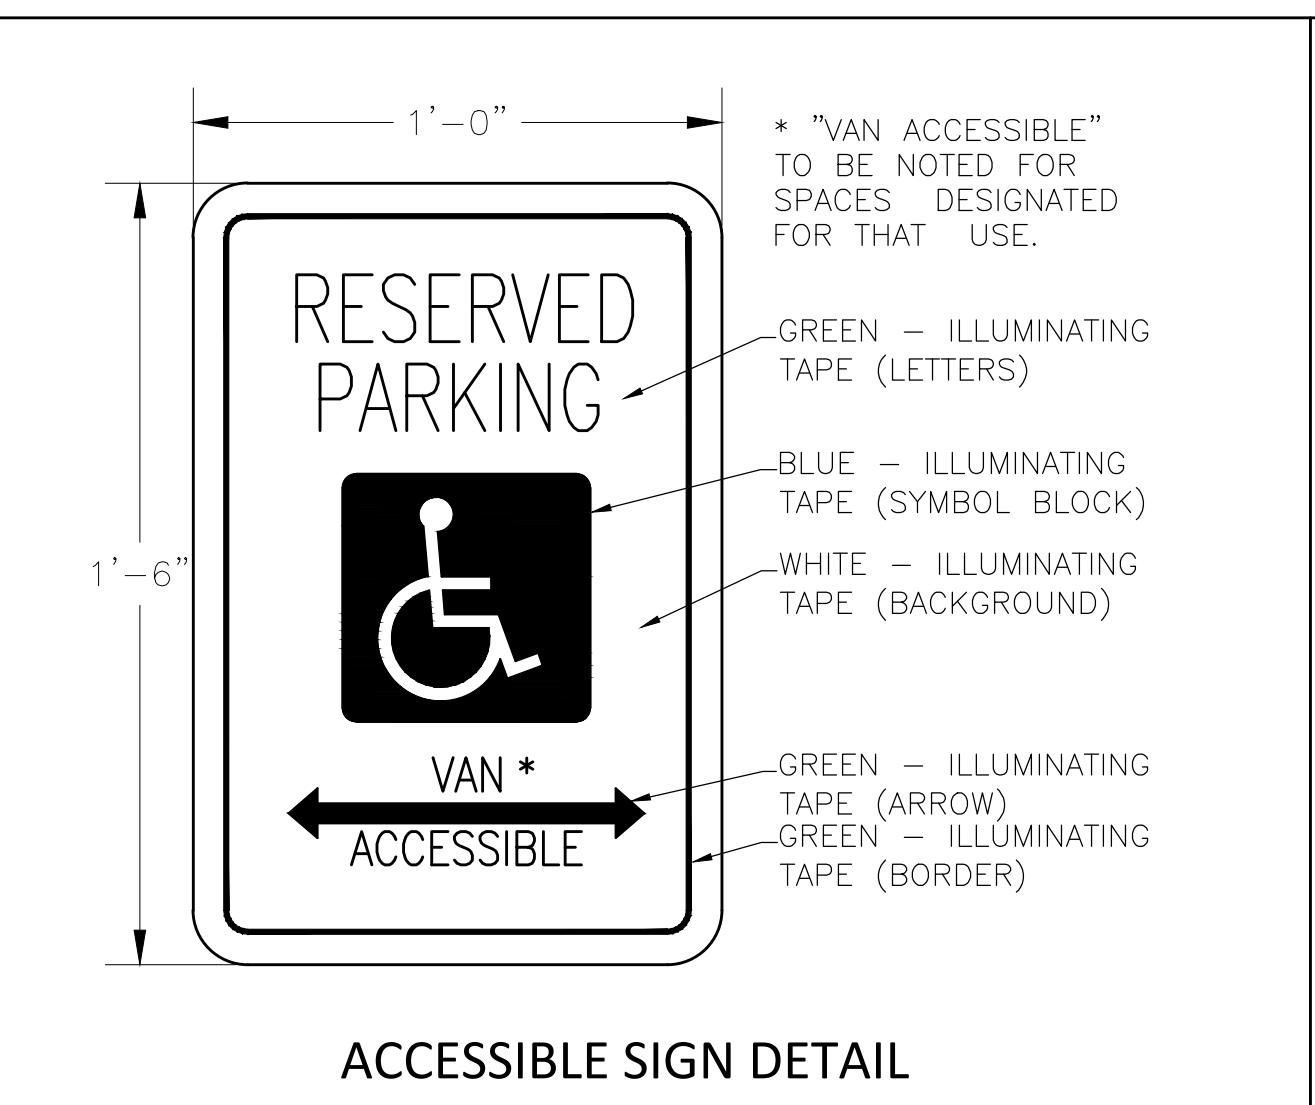 1'-0"
* "VAN ACCESSIBLE"
TO BE NOTED FOR
SPACES DESIGNATED
FOR THAT USE.
RESERVED
PARKING
GREEN - ILLUMINATING
TAPE (LETTERS)
BLUE - ILLUMINATING
TAPE (SYMBOL BLOCK)
1'-6"
WHITE - ILLUMINATING
TAPE (BACKGROUND)
VAN *
ACCESSIBLE
GREEN - ILLUMINATING
TAPE (ARROW)
GREEN - ILLUMINATING
TAPE (BORDER)
ACCESSIBLE SIGN DETAIL